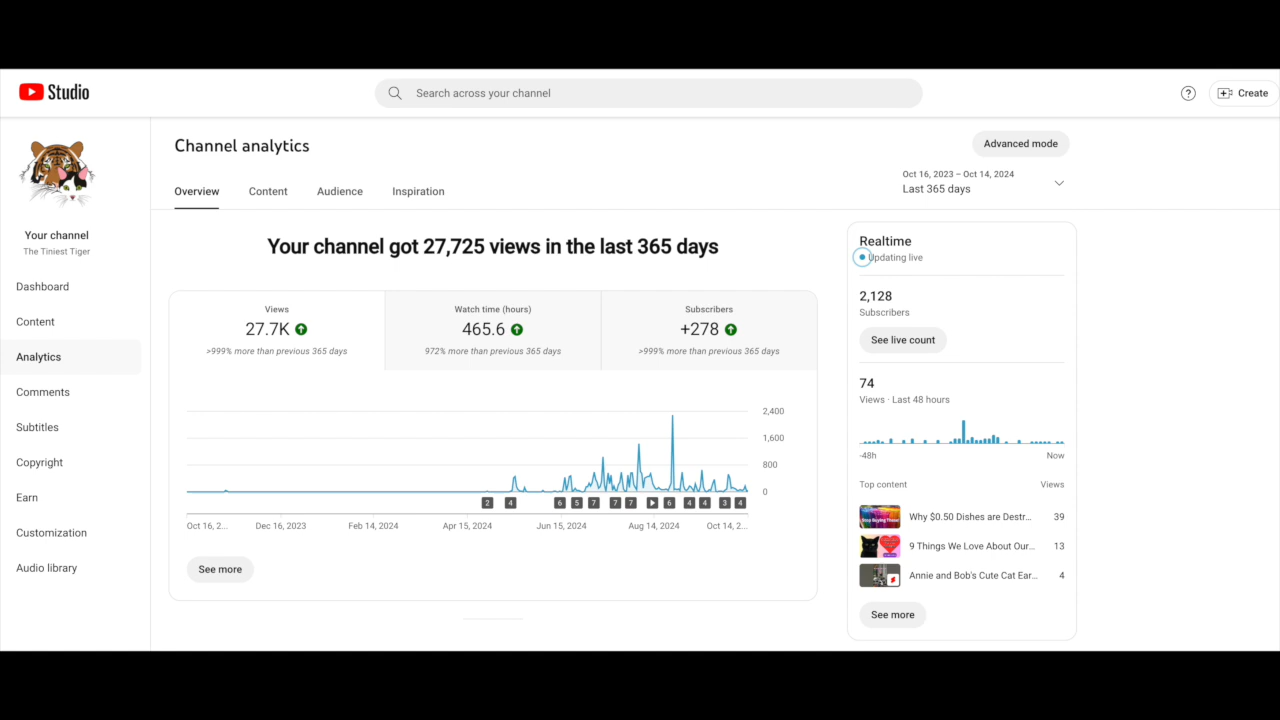 Studio
Search across your channel
Create
Your channel
The Tiniest Tiger
Dashboard
Content
Analytics
Comments
Subtitles
Copyright
Earn
Customization
Audio library
Channel analytics
Advanced mode
Overview Content Audience Inspiration
Oct 16, 2023 – Oct 14, 2024
Last 365 days
Your channel got 27,725 views in the last 365 days
Views
27.7K
>999% more than previous 365 days
Watch time (hours)
465.6
972% more than previous 365 days
Subscribers
+278
>999% more than previous 365 days
2,400
1,600
800
0
2 4 6 5 7 7 7 6 4 4 3 4
Oct 16, 2... Dec 16, 2023 Feb 14, 2024 Apr 15, 2024 Jun 15, 2024 Aug 14, 2024 Oct 14, 2...
See more
Realtime
Updating live
2,128
Subscribers
See live count
74
Views · Last 48 hours
-48h Now
Top content Views
Why $0.50 Dishes are Destr... 39
9 Things We Love About Our... 13
Annie and Bob's Cute Cat Ear... 4
See more